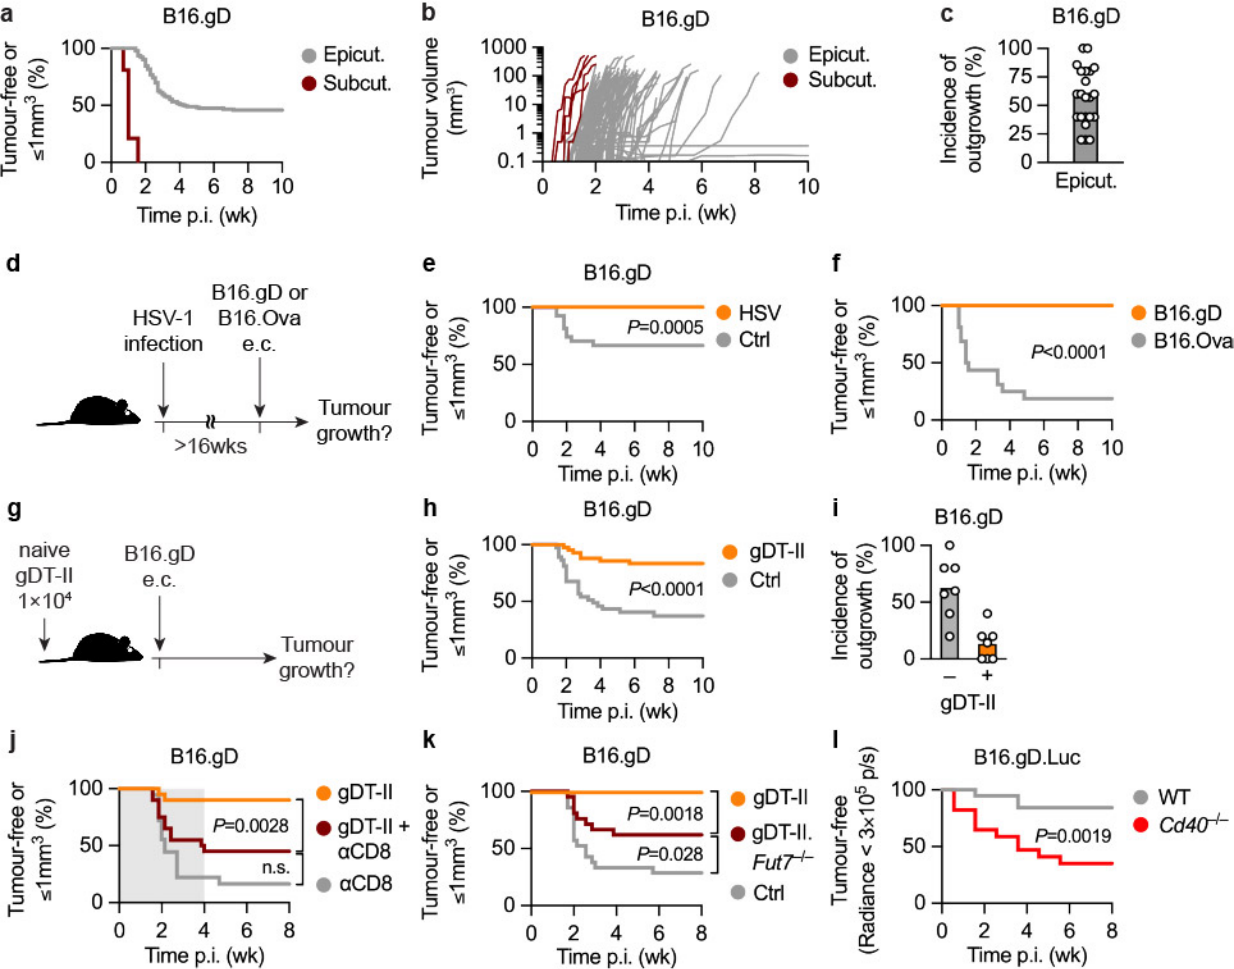 a
B16.gD
Tumour-free or
≤1mm³ (%)
100
50
0
0 2 4 6 8 10
Time p.i. (wk)
Epicut.
Subcut.
b
B16.gD
Tumour volume
(mm³)
1000
100
10
1
0.1
0 2 4 6 8 10
Time p.i. (wk)
Epicut.
Subcut.
c
B16.gD
Incidence of
outgrowth (%)
100
75
50
25
0
Epicut.
d
HSV-1
infection
B16.gD or
B16.Ova
e.c.
>16wks
Tumour
growth?
e
B16.gD
Tumour-free or
≤1mm³ (%)
100
50
0
P=0.0005
0 2 4 6 8 10
Time p.i. (wk)
HSV
Ctrl
f
Tumour-free or
≤1mm³ (%)
100
50
0
P<0.0001
0 2 4 6 8 10
Time p.i. (wk)
B16.gD
B16.Ova
g
naive
gDT-II
1×10⁴
B16.gD
e.c.
Tumour
growth?
h
B16.gD
Tumour-free or
≤1mm³ (%)
100
50
0
P<0.0001
0 2 4 6 8 10
Time p.i. (wk)
gDT-II
Ctrl
i
B16.gD
Incidence of
outgrowth (%)
100
50
0
– +
gDT-II
j
B16.gD
Tumour-free or
≤1mm³ (%)
100
50
0
P=0.0028
n.s.
0 2 4 6 8
Time p.i. (wk)
gDT-II
gDT-II +
αCD8
αCD8
k
B16.gD
Tumour-free or
≤1mm³ (%)
100
50
0
P=0.0018
P=0.028
0 2 4 6 8
Time p.i. (wk)
gDT-II
gDT-II.
Fut7⁻/⁻
Ctrl
l
B16.gD.Luc
Tumour-free
(Radiance < 3×10⁵ p/s)
100
50
0
P=0.0019
0 2 4 6 8
Time p.i. (wk)
WT
Cd40⁻/⁻